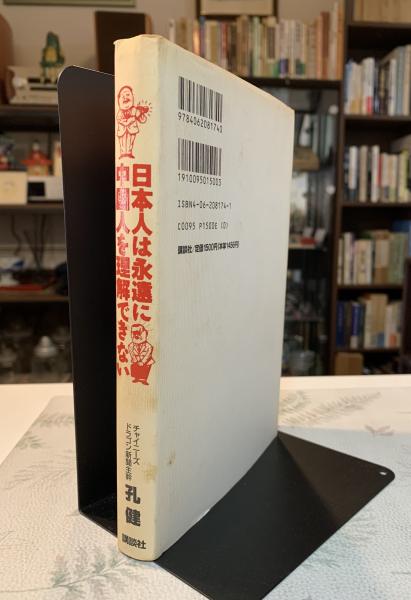 日本人は永遠に
中国人を理解できない
チャイニーズ
ドラゴン新聞主幹
孔健
講談社
9784062081740
1910095015003
ISBN4-06-208174-1
C0095 P1500E (0)
講談社/定価1500円(本体1456円)